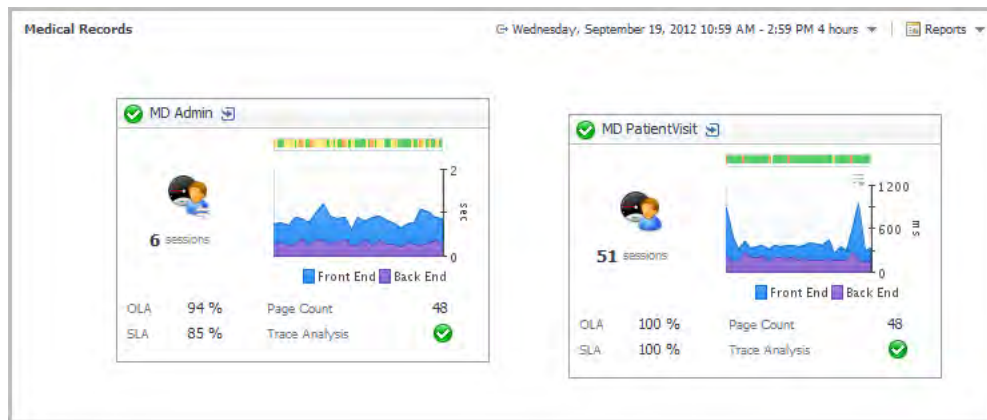 Medical Records
Wednesday, September 19, 2012 10:59 AM - 2:59 PM 4 hours
Reports
MD Admin
2
sec
0
6 sessions
Front End Back End
OLA 94 % Page Count 48
SLA 85 % Trace Analysis
MD PatientVisit
1200
600
ms
0
51 sessions
Front End Back End
OLA 100 % Page Count 48
SLA 100 % Trace Analysis